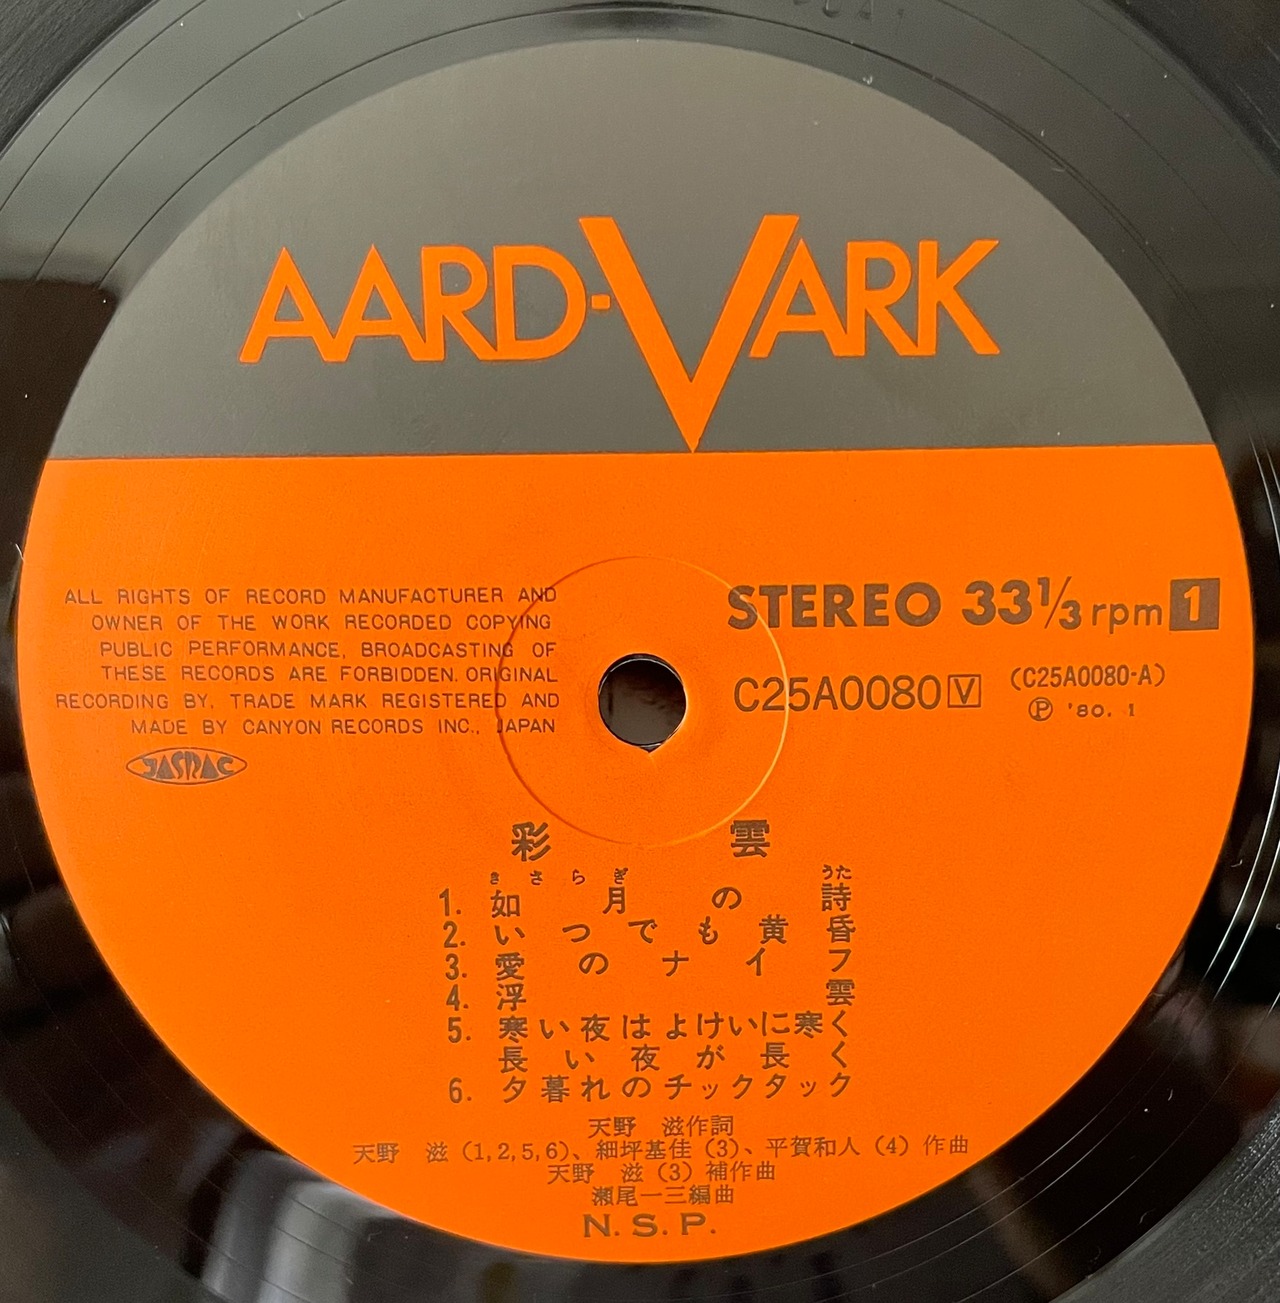 AARD-VARK
ALL RIGHTS OF RECORD MANUFACTURER AND
OWNER OF THE WORK RECORDED COPYING
PUBLIC PERFORMANCE, BROADCASTING OF
THESE RECORDS ARE FORBIDDEN. ORIGINAL
RECORDING BY, TRADE MARK REGISTERED AND
MADE BY CANYON RECORDS INC., JAPAN
JASRAC
STEREO 33 1/3 rpm 1
C25A0080 V (C25A0080-A)
Ⓟ '80. 1
彩雲
きさらぎ うた
1. 如月の詩
2. いつでも黄昏
3. 愛のナイフ
4. 浮雲
5. 寒い夜はよけいに寒く
長い夜が長く
6. 夕暮れのチックタック
天野 滋作詞
天野 滋（1,2,5,6）、細坪基佳（3）、平賀和人（4）作曲
天野 滋（3）補作曲
瀬尾一三編曲
N. S. P.